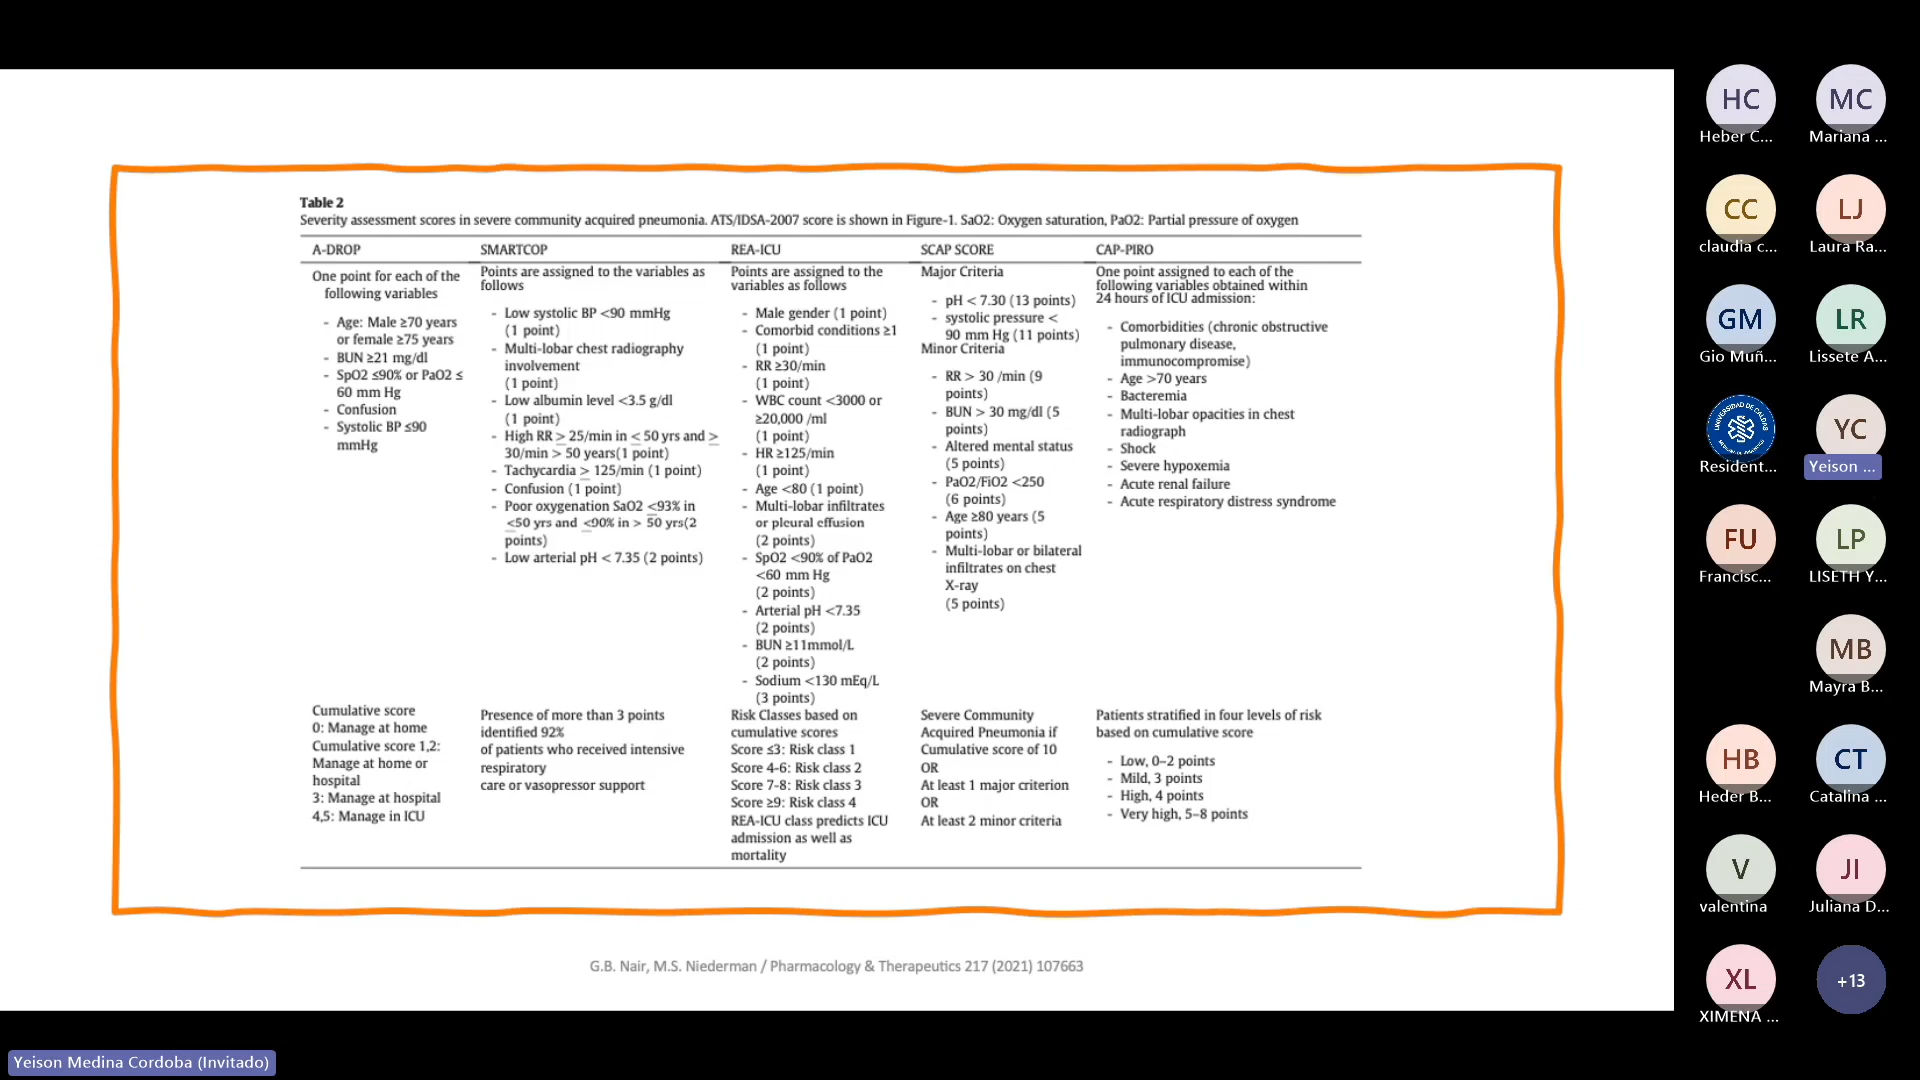 Table 2
Severity assessment scores in severe community acquired pneumonia. ATS/IDSA-2007 score is shown in Figure-1. SaO2: Oxygen saturation, PaO2: Partial pressure of oxygen
A-DROP
One point for each of the
following variables
- Age: Male ≥70 years
or female ≥75 years
- BUN ≥21 mg/dl
- SpO2 ≤90% or PaO2 ≤
60 mm Hg
- Confusion
- Systolic BP ≤90
mmHg
Cumulative score
0: Manage at home
Cumulative score 1,2:
Manage at home or
hospital
3: Manage at hospital
4,5: Manage in ICU
SMARTCOP
Points are assigned to the variables as
follows
- Low systolic BP <90 mmHg
(1 point)
- Multi-lobar chest radiography
involvement
(1 point)
- Low albumin level <3.5 g/dl
(1 point)
- High RR > 25/min in < 50 yrs and >
30/min > 50 years(1 point)
- Tachycardia > 125/min (1 point)
- Confusion (1 point)
- Poor oxygenation SaO2 <93% in
<50 yrs and <90% in > 50 yrs(2
points)
- Low arterial pH < 7.35 (2 points)
Presence of more than 3 points
identified 92%
of patients who received intensive
respiratory
care or vasopressor support
REA-ICU
Points are assigned to the
variables as follows
- Male gender (1 point)
- Comorbid conditions ≥1
(1 point)
- RR ≥30/min
(1 point)
- WBC count <3000 or
≥20,000 /ml
(1 point)
- HR ≥125/min
(1 point)
- Age <80 (1 point)
- Multi-lobar infiltrates
or pleural effusion
(2 points)
- SpO2 <90% of PaO2
<60 mm Hg
(2 points)
- Arterial pH <7.35
(2 points)
- BUN ≥11mmol/L
(2 points)
- Sodium <130 mEq/L
(3 points)
Risk Classes based on
cumulative scores
Score ≤3: Risk class 1
Score 4-6: Risk class 2
Score 7-8: Risk class 3
Score ≥9: Risk class 4
REA-ICU class predicts ICU
admission as well as
mortality
SCAP SCORE
Major Criteria
- pH < 7.30 (13 points)
- systolic pressure <
90 mm Hg (11 points)
Minor Criteria
- RR > 30 /min (9
points)
- BUN > 30 mg/dl (5
points)
- Altered mental status
(5 points)
- PaO2/FiO2 <250
(6 points)
- Age ≥80 years (5
points)
- Multi-lobar or bilateral
infiltrates on chest
X-ray
(5 points)
Severe Community
Acquired Pneumonia if
Cumulative score of 10
OR
At least 1 major criterion
OR
At least 2 minor criteria
CAP-PIRO
One point assigned to each of the
following variables obtained within
24 hours of ICU admission:
- Comorbidities (chronic obstructive
pulmonary disease,
immunocompromise)
- Age >70 years
- Bacteremia
- Multi-lobar opacities in chest
radiograph
- Shock
- Severe hypoxemia
- Acute renal failure
- Acute respiratory distress syndrome
Patients stratified in four levels of risk
based on cumulative score
- Low, 0–2 points
- Mild, 3 points
- High, 4 points
- Very high, 5–8 points
G.B. Nair, M.S. Niederman / Pharmacology & Therapeutics 217 (2021) 107663
HC
Heber C...
MC
Mariana ...
CC
claudia c...
LJ
Laura Ra...
GM
Gio Muñ...
LR
Lissete A...
UNIVERSIDAD DE CALDAS
Resident...
YC
Yeison ...
FU
Francisc...
LP
LISETH Y...
MB
Mayra B...
HB
Heder B...
CT
Catalina ...
V
valentina
JI
Juliana D...
XL
XIMENA ...
+13
Yeison Medina Cordoba (Invitado)